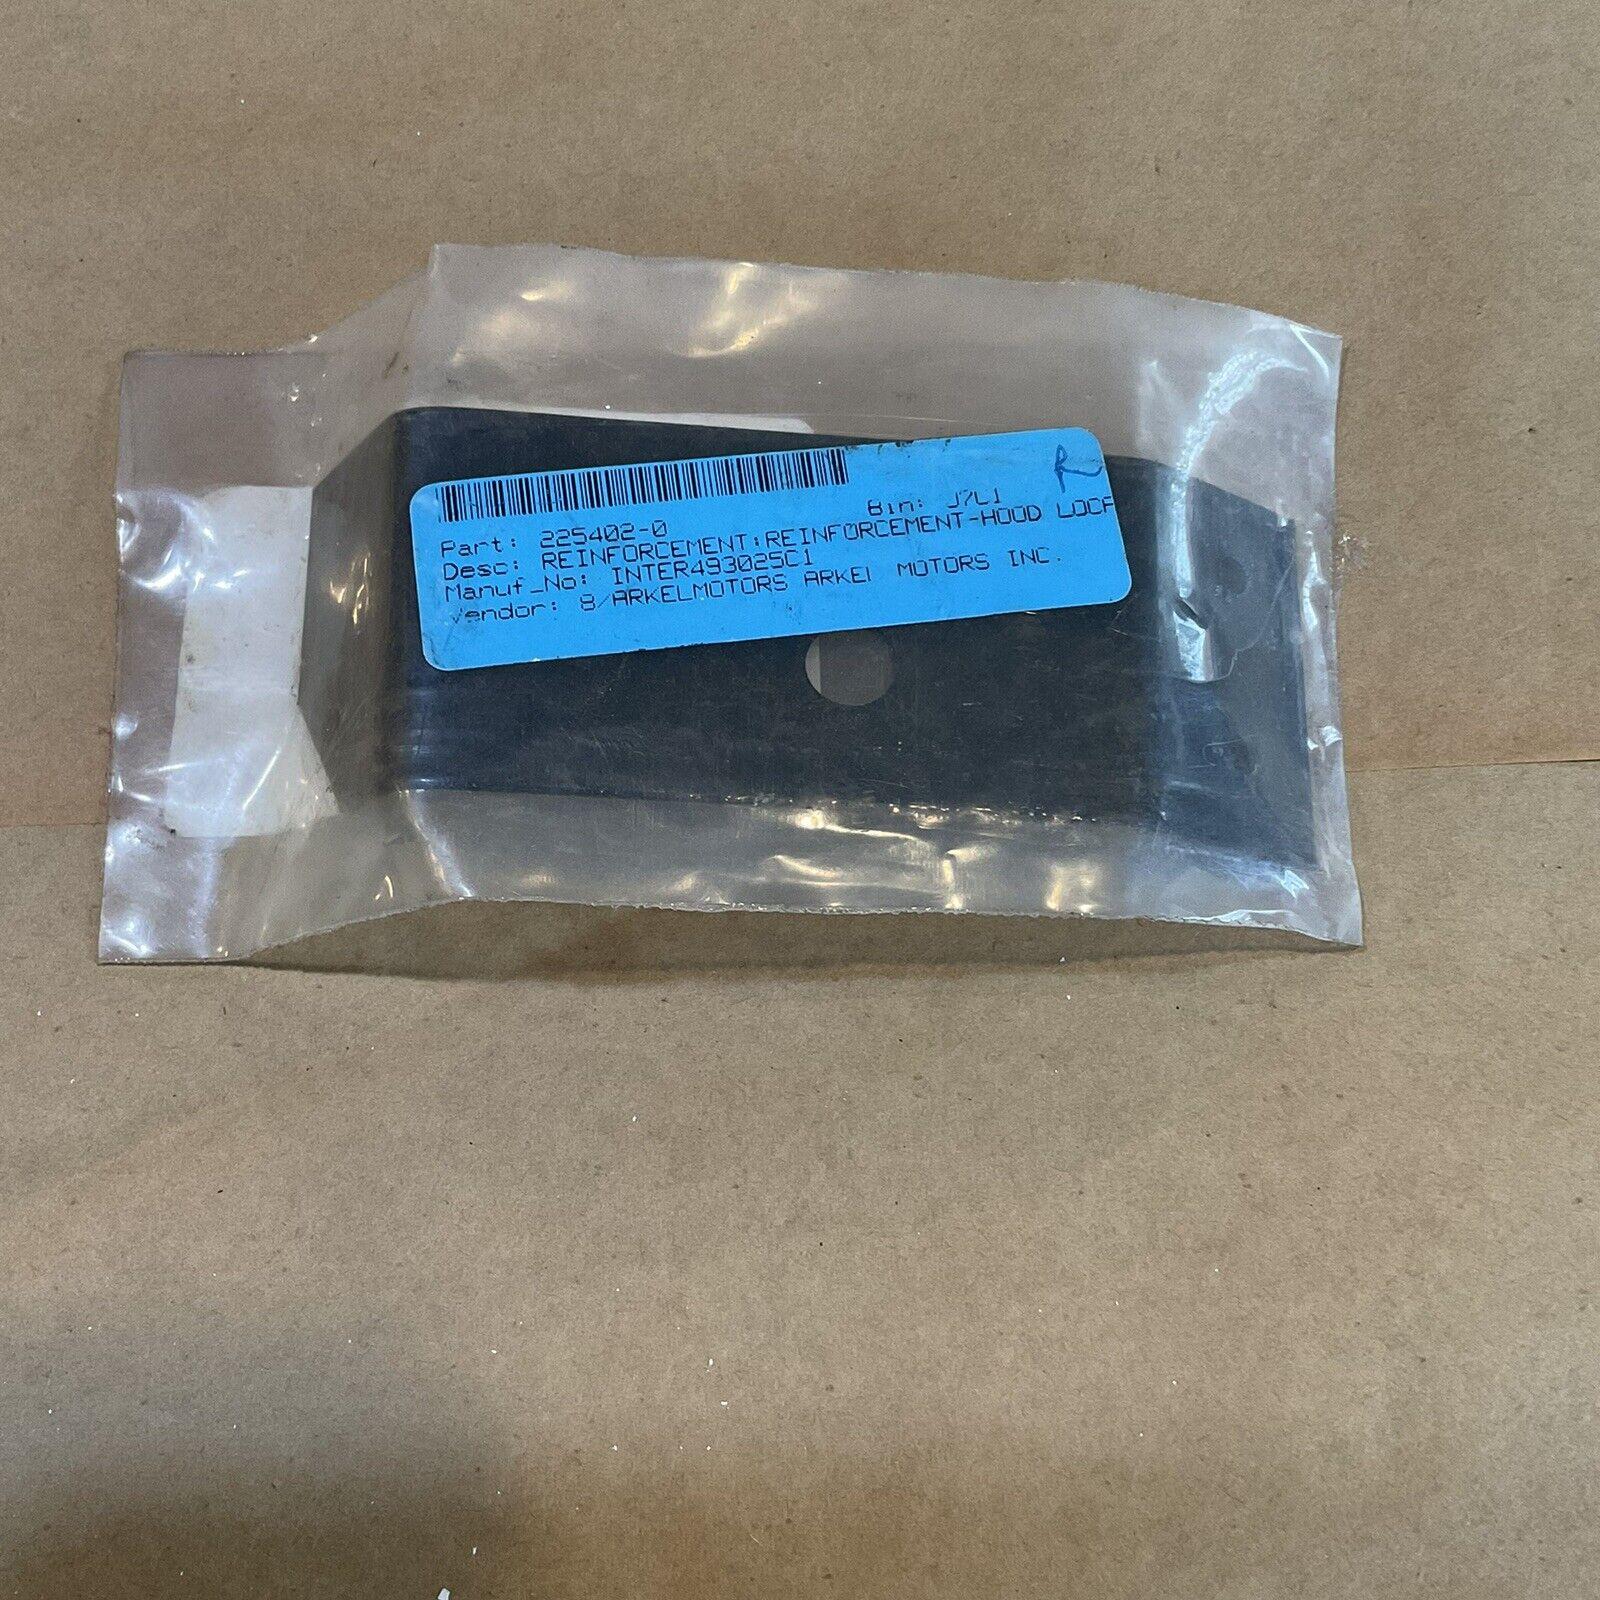 R
Bin: J7L1
Part: 225402-0
Desc: REINFORCEMENT:REINFORCEMENT-HOOD LOCK
Manuf_No: INTER493025C1
Vendor: 8/ARKELMOTORS ARKEL MOTORS INC.